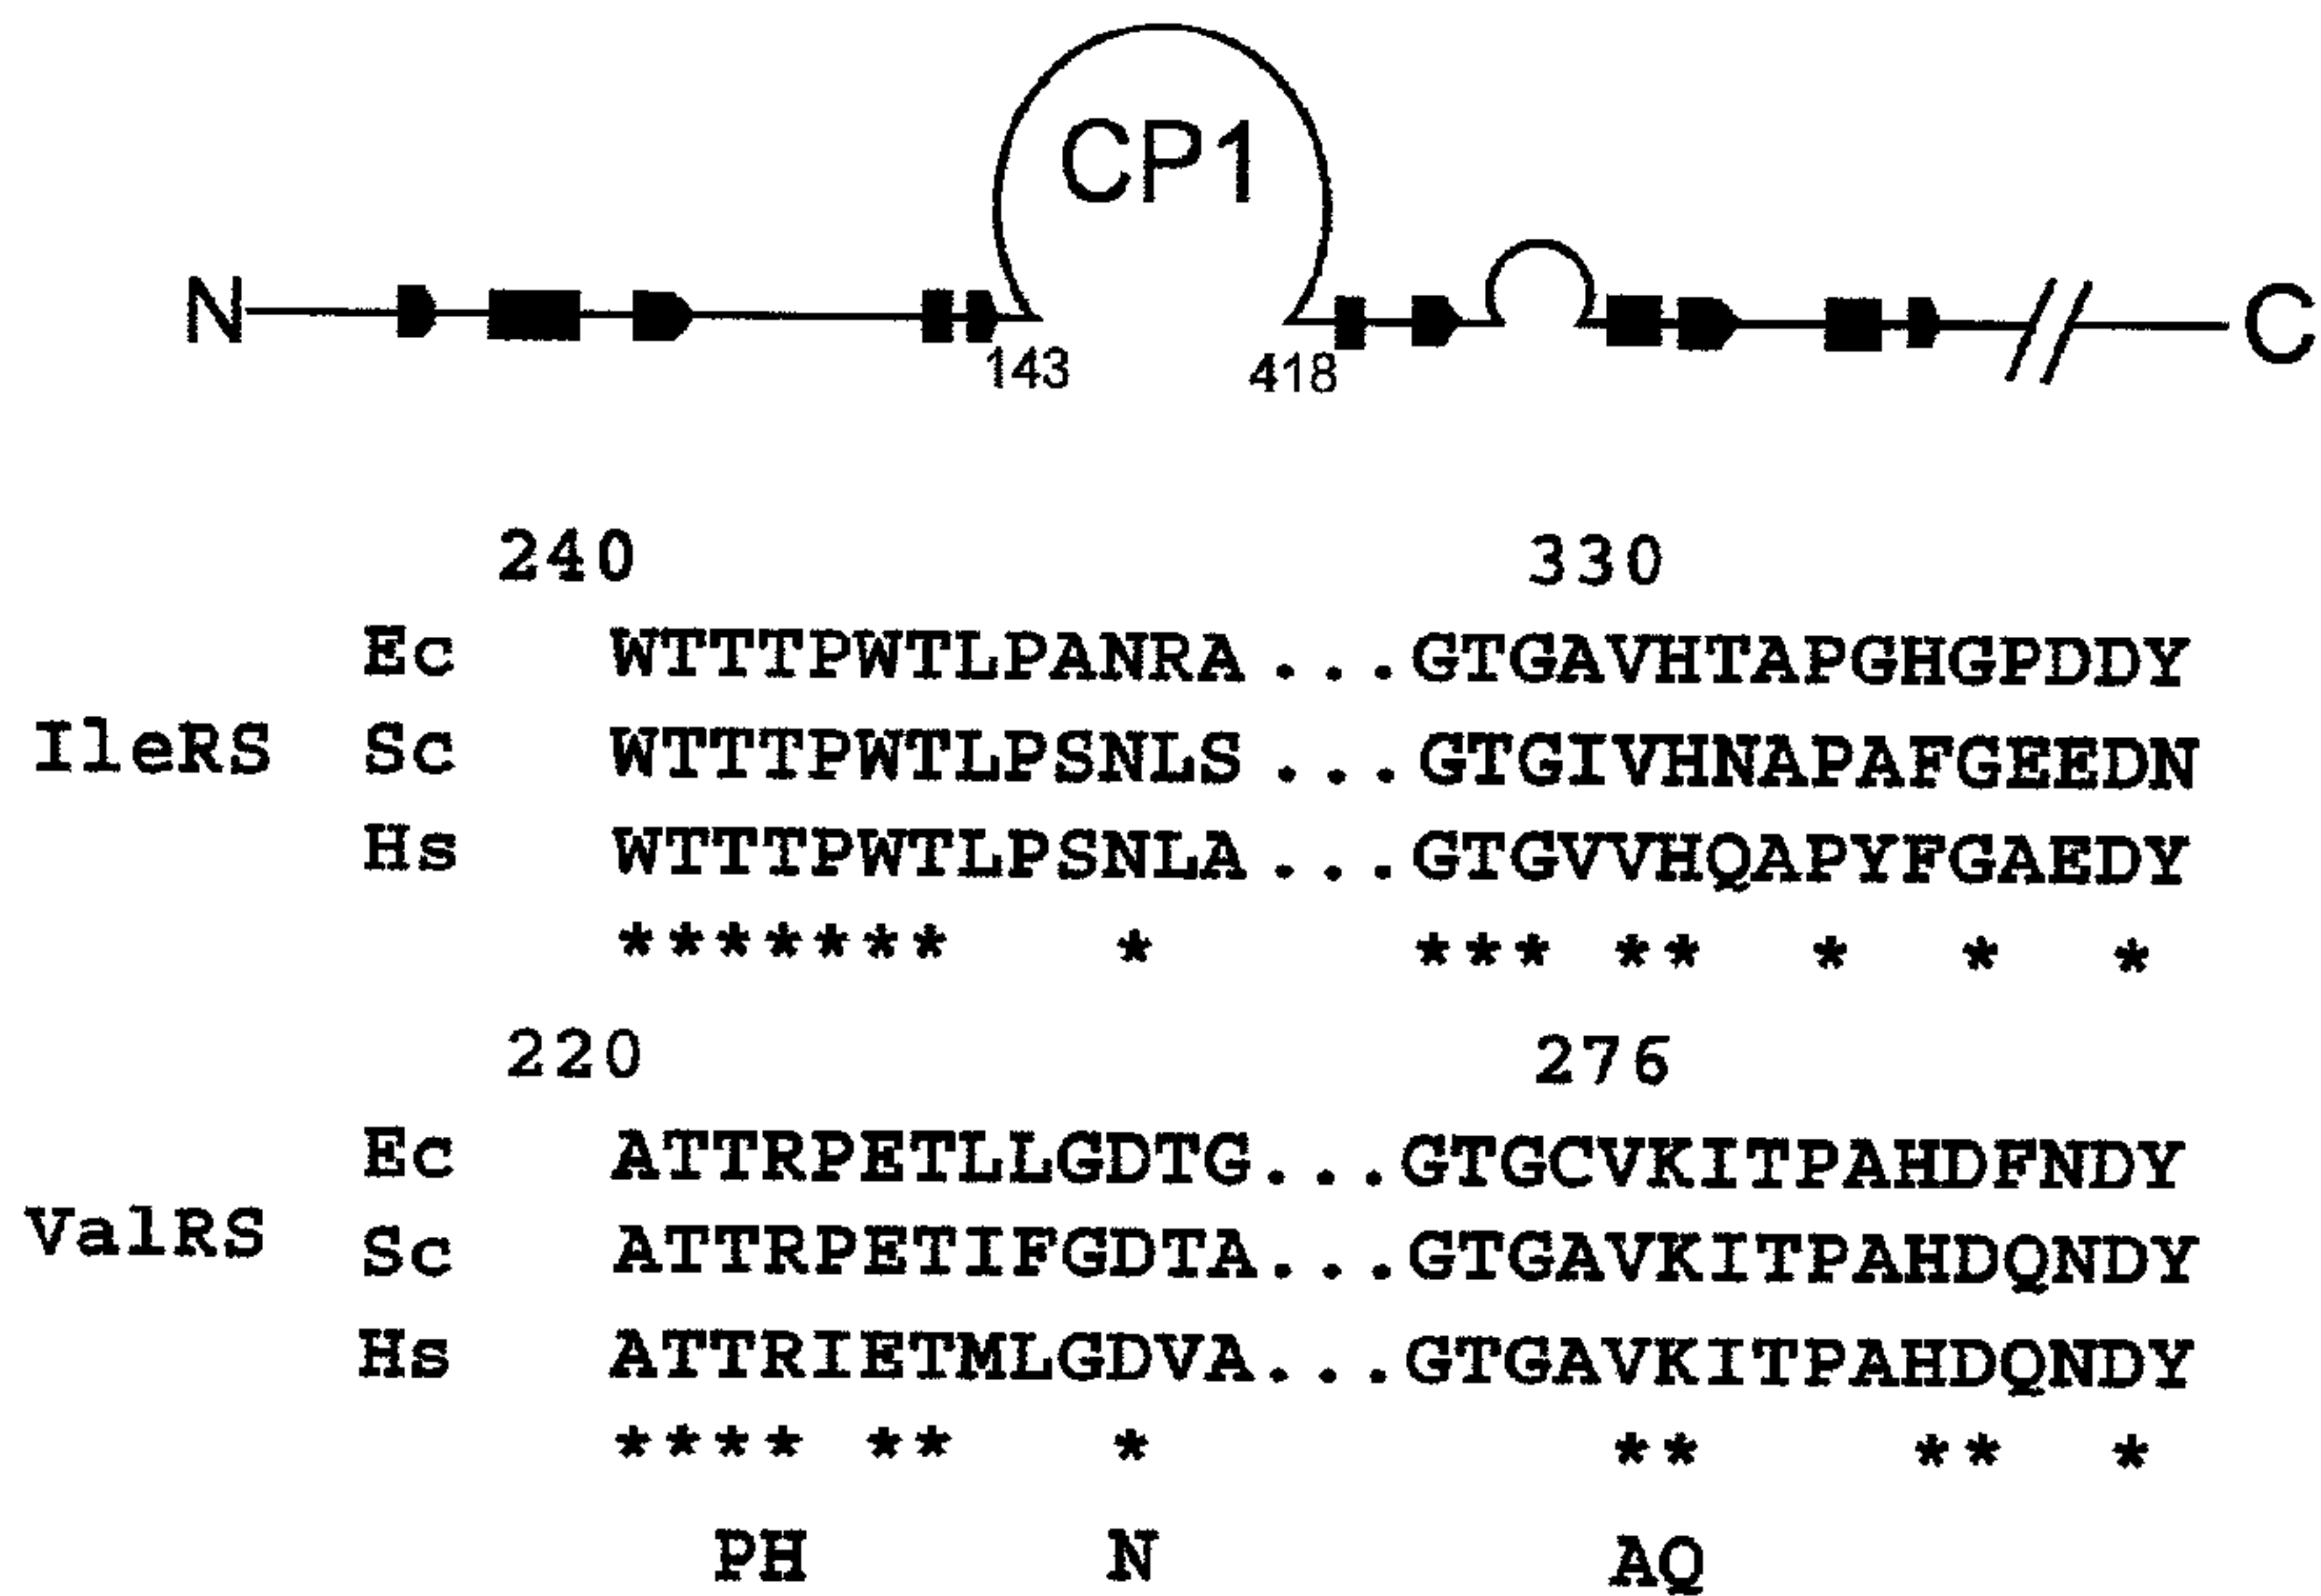 CP1
N C
143 418
240 330
Ec WTTTPWTLPANRA...GTGAVHTAPGHGPDDY
IleRS Sc WTTTPWTLPSNLS...GTGIVHNAPAFGEEDN
Hs WTTTPWTLPSNLA...GTGVVHQAPYFGAEDY
******* * *** ** * * *
220 276
Ec ATTRPETLLGDTG...GTGCVKITPAHDFNDY
ValRS Sc ATTRPETIFGDTA...GTGAVKITPAHDQNDY
Hs ATTRIETMLGDVA...GTGAVKITPAHDQNDY
**** ** * ** ** *
PH N AQ